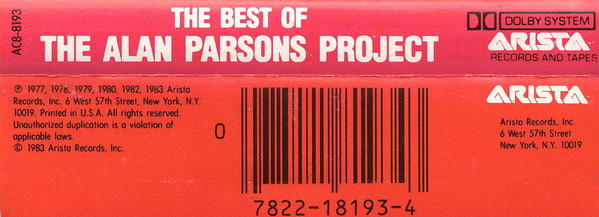 AC8-8193
THE BEST OF
THE ALAN PARSONS PROJECT
DOLBY SYSTEM
ARISTA
RECORDS AND TAPES
℗ 1977, 1978, 1979, 1980, 1982, 1983 Arista
Records, Inc. 6 West 57th Street, New York, N.Y.
10019. Printed in U.S.A. All rights reserved.
Unauthorized duplication is a violation of
applicable laws.
© 1983 Arista Records, Inc.
0
7822-18193-4
ARISTA
Arista Records, Inc.
6 West 57th Street
New York, N.Y. 10019